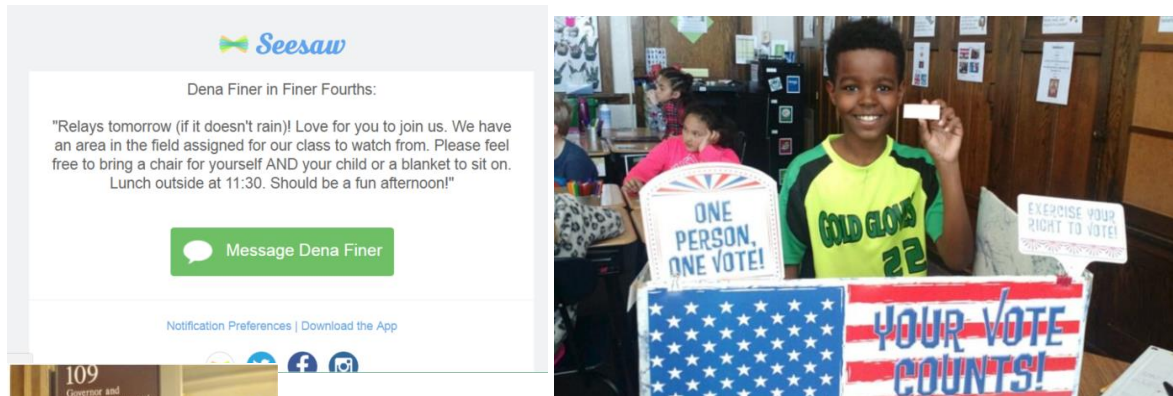 Seesaw
Dena Finer in Finer Fourths:
"Relays tomorrow (if it doesn't rain)! Love for you to join us. We have
an area in the field assigned for our class to watch from. Please feel
free to bring a chair for yourself AND your child or a blanket to sit on.
Lunch outside at 11:30. Should be a fun afternoon!"
Message Dena Finer
Notification Preferences | Download the App
109
Governor and
ONE
PERSON,
ONE VOTE!
GOLD GLOVES
22
EXERCISE YOUR
RIGHT TO VOTE!
YOUR VOTE
COUNTS!